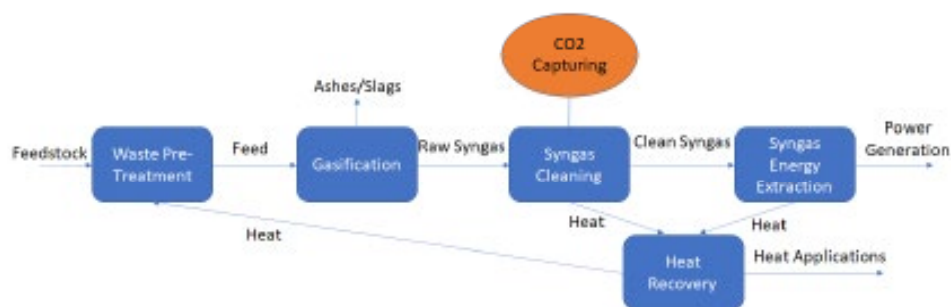 CO2
Capturing
Ashes/Slags
Feedstock
Waste Pre-
Treatment
Feed
Gasification
Raw Syngas
Syngas
Cleaning
Clean Syngas
Syngas
Energy
Extraction
Power
Generation
Heat
Heat
Heat
Heat
Recovery
Heat Applications